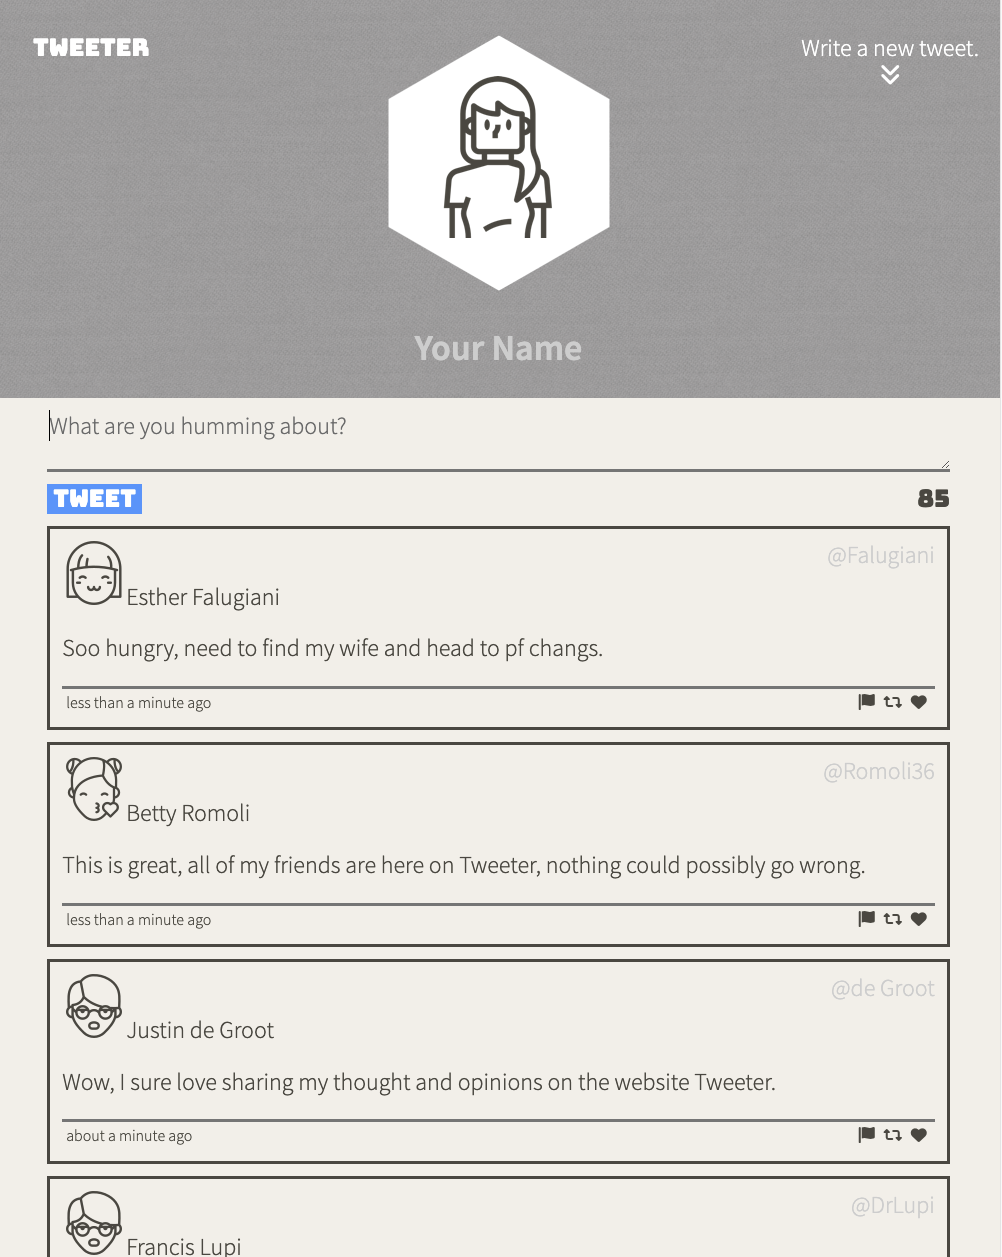 TWEETER
Write a new tweet.
Your Name
What are you humming about?
TWEET
85
@Falugiani
Esther Falugiani
Soo hungry, need to find my wife and head to pf changs.
less than a minute ago
@Romoli36
Betty Romoli
This is great, all of my friends are here on Tweeter, nothing could possibly go wrong.
less than a minute ago
@de Groot
Justin de Groot
Wow, I sure love sharing my thought and opinions on the website Tweeter.
about a minute ago
@DrLupi
Francis Lupi